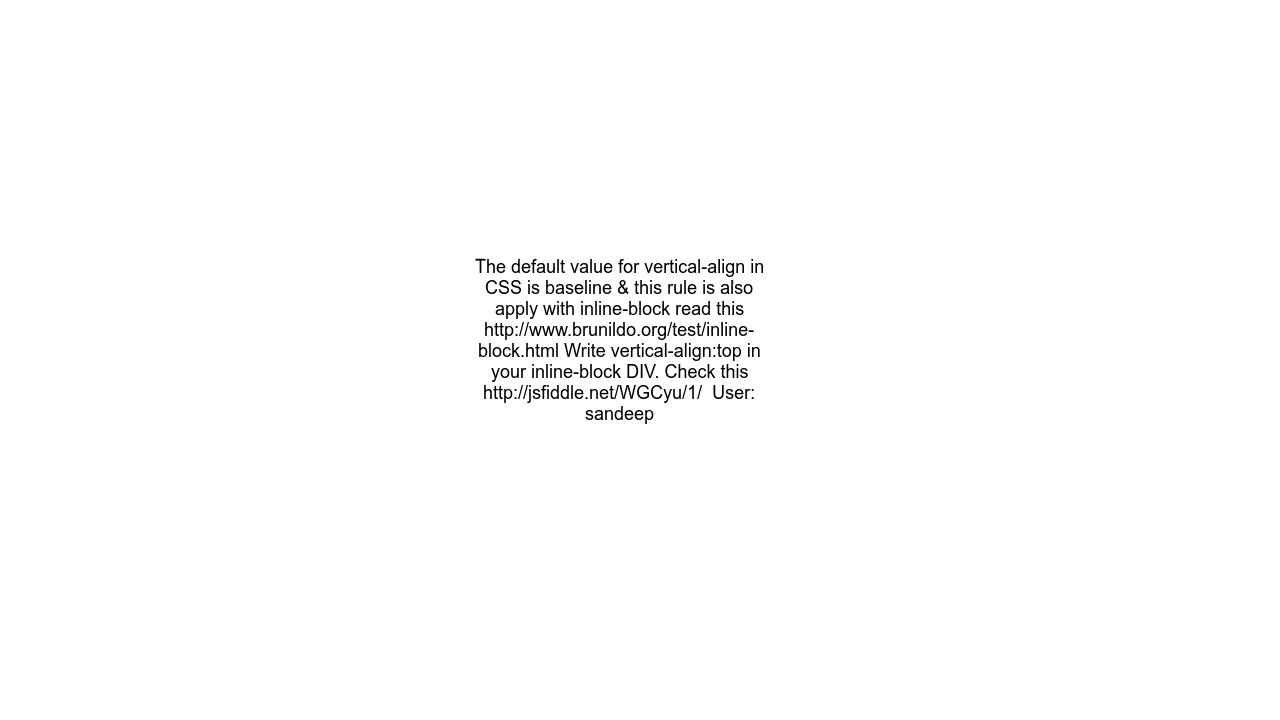 The default value for vertical-align in
CSS is baseline & this rule is also
apply with inline-block read this
http://www.brunildo.org/test/inline-
block.html Write vertical-align:top in
your inline-block DIV. Check this
http://jsfiddle.net/WGCyu/1/  User:
sandeep